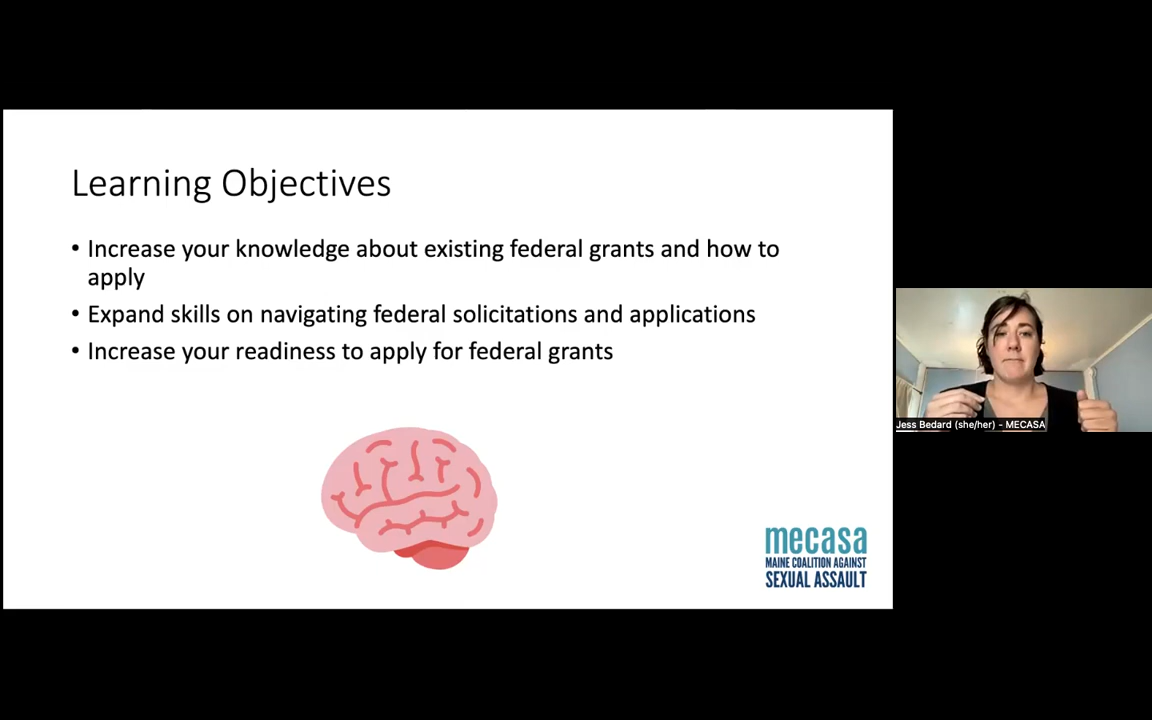 Learning Objectives
• Increase your knowledge about existing federal grants and how to
apply
• Expand skills on navigating federal solicitations and applications
• Increase your readiness to apply for federal grants
Jess Bedard (she/her) - MECASA
mecasa
MAINE COALITION AGAINST
SEXUAL ASSAULT